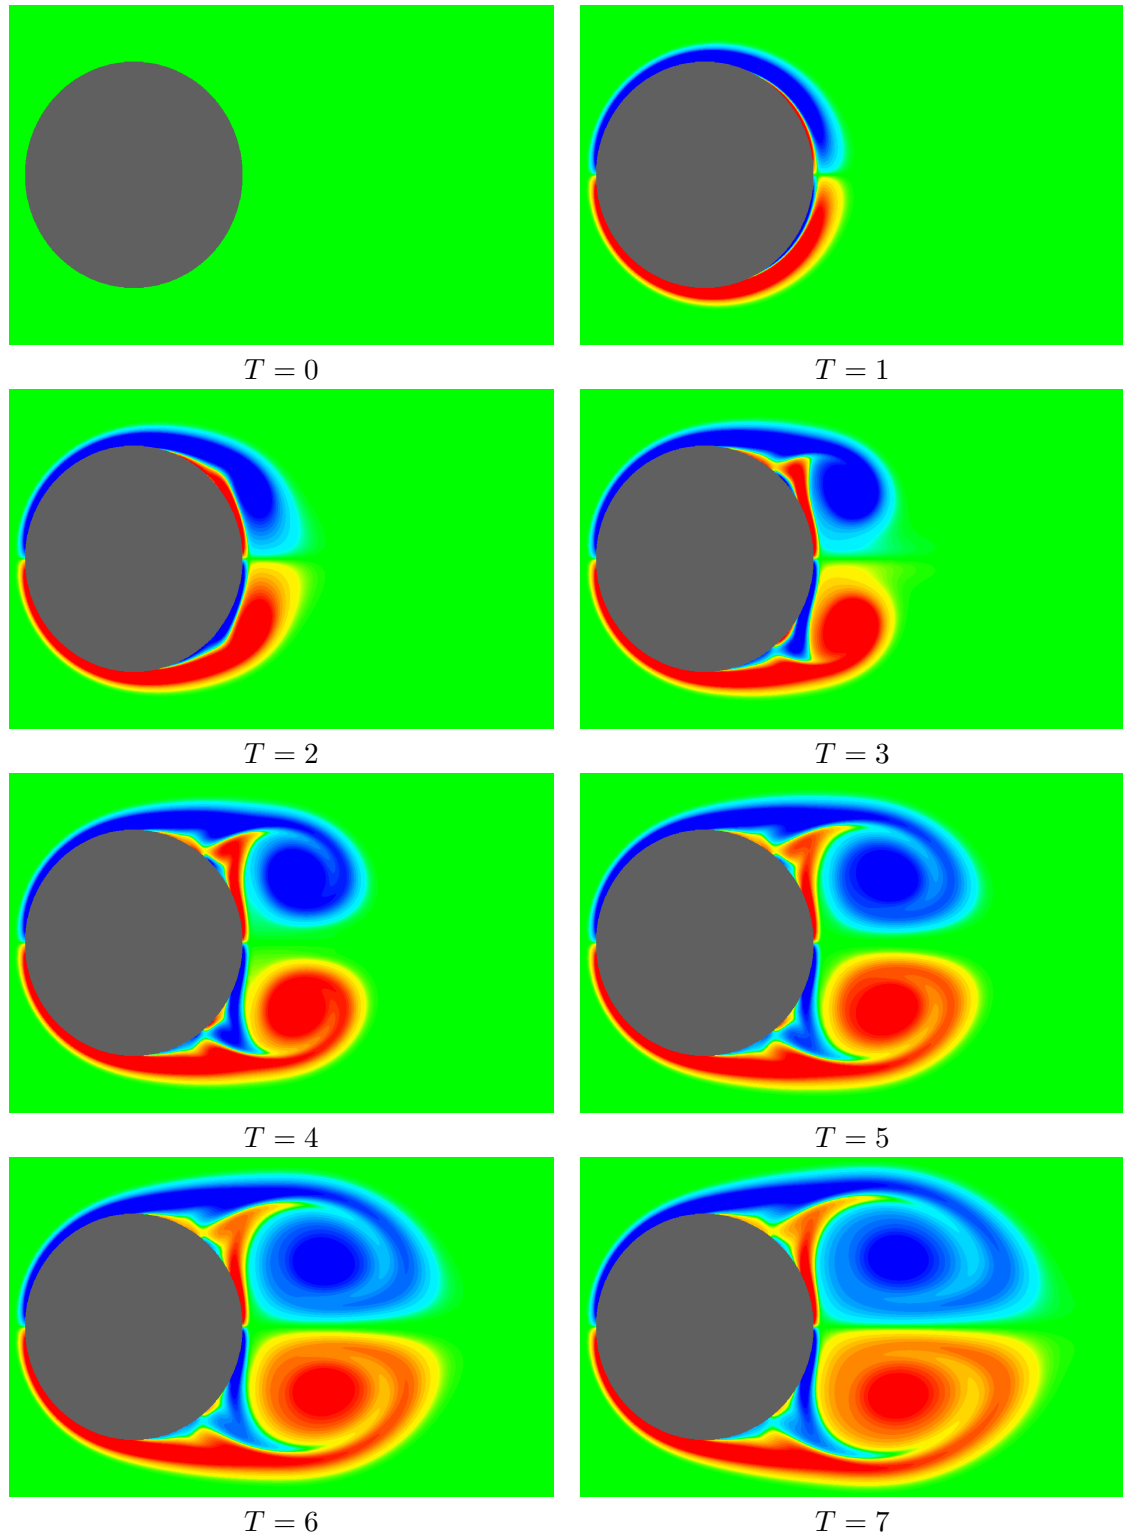 T = 0
T = 1
T = 2
T = 3
T = 4
T = 5
T = 6
T = 7